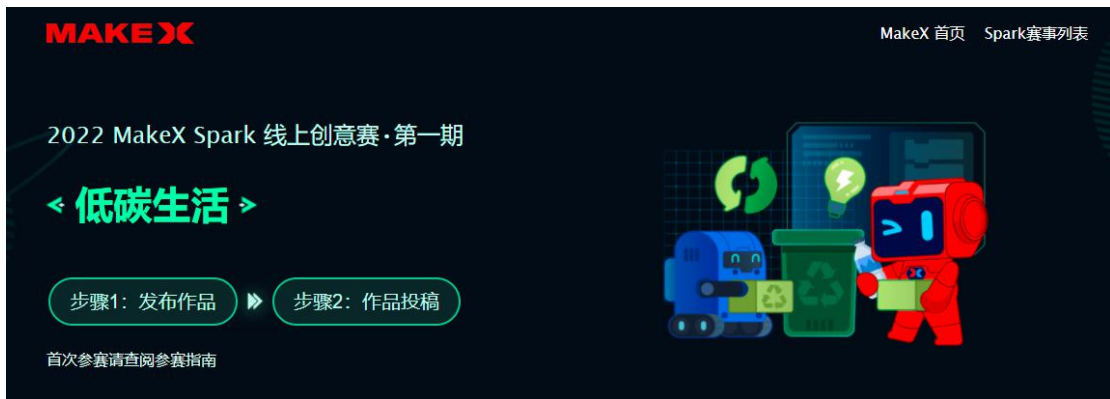 MAKEX
MakeX 首页 Spark赛事列表
2022 MakeX Spark 线上创意赛·第一期
< 低碳生活 >
步骤1：发布作品 步骤2：作品投稿
首次参赛请查阅参赛指南